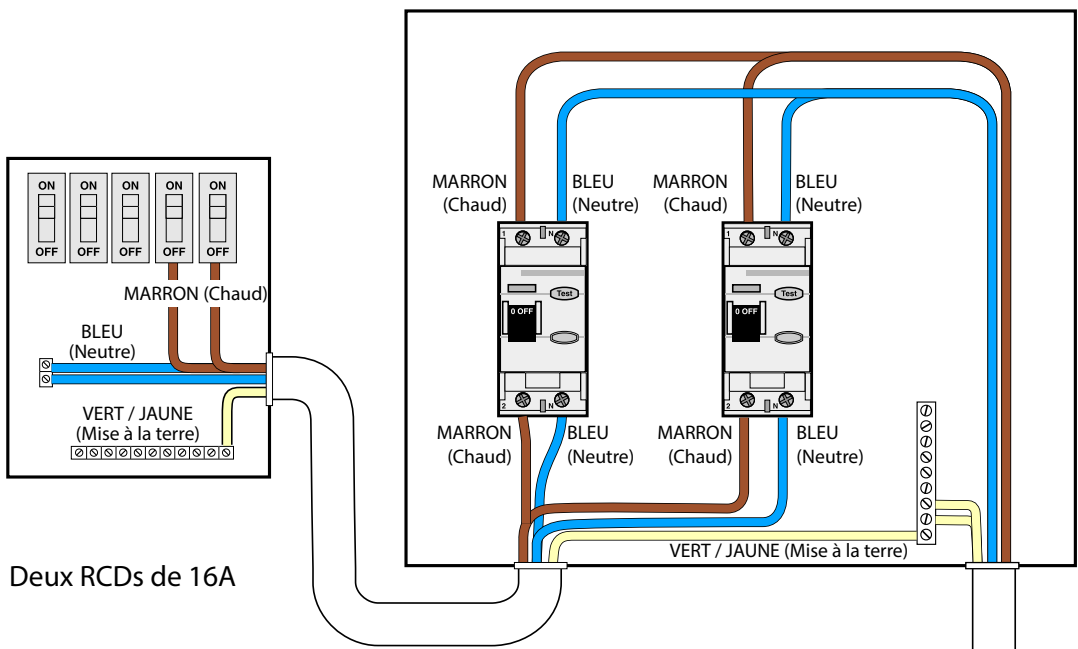 ON ON ON ON ON
OFF OFF OFF OFF OFF
MARRON (Chaud)
BLEU
(Neutre)
VERT / JAUNE
(Mise à la terre)
Deux RCDs de 16A
MARRON
(Chaud)
BLEU
(Neutre)
MARRON
(Chaud)
BLEU
(Neutre)
1 N
Test
0 OFF
2 N
1 N
Test
0 OFF
2 N
MARRON
(Chaud)
BLEU
(Neutre)
MARRON
(Chaud)
BLEU
(Neutre)
VERT / JAUNE (Mise à la terre)